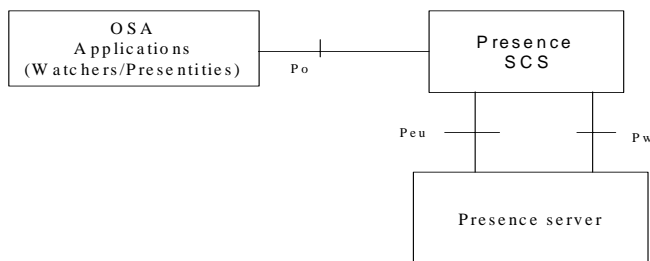 OSA
Applications
(Watchers/Presentities)
Presence
SCS
Po
Peu
Pw
Presence server